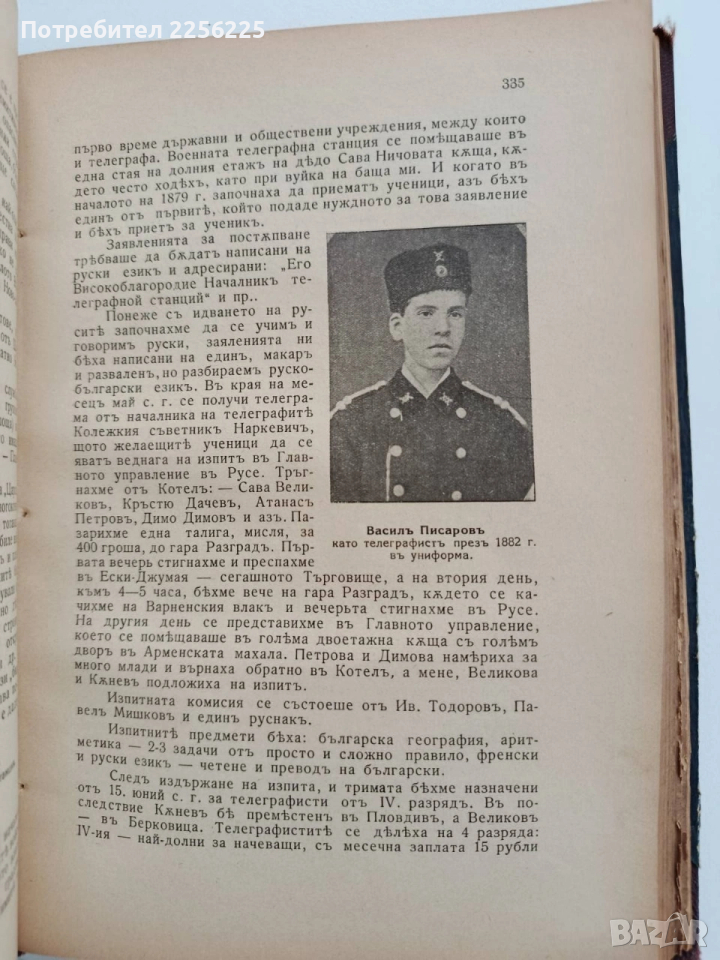 Потребител 2256225
335
първо време държавни и обществени учреждения, между които
и телеграфа. Военната телеграфна станция се помѣщаваше въ
една стая на долния етажъ на дѣдо Сава Ничовата кѫща, кѫ-
дето често ходѣхъ, като при вуйка на баща ми. И когато въ
началото на 1879 г. започнаха да приематъ ученици, азъ бѣхъ
единъ отъ първитѣ, който подаде нуждното за това заявление
и бѣхъ приетъ за ученикъ.
Заявленията за постѫпване
трѣбваше да бѫдатъ написани на
руски езикъ и адресирани: „Его
Високоблагородие Началникъ те-
леграфной станций“ и пр..
Понеже съ идването на ру-
ситѣ започнахме да се учимъ и
говоримъ руски, заяленията ни
бѣха написани на единъ, макаръ
и развален̀ъ, но разбираемъ руско-
български езикъ. Въ края на ме-
сецъ май с. г. се получи телегра-
ма отъ началника на телеграфитѣ
Колежкия съветникъ Наркевичъ,
щото желаещитѣ ученици да се
яватъ веднага на изпитъ въ Глав-
ното управление въ Русе. Тръг-
нахме отъ Котелъ: — Сава Вели-
ковъ, Кръстю Дачевъ, Атанасъ
Петровъ, Димо Димовъ и азъ. Па-
зарихме една талига, мисля, за
400 гроша, до гара Разградъ. Пър-
вата вечерь стигнахме и преспахме
въ Ески-Джумая — сегашното Търговище, а на втория день,
къмъ 4—5 часа, бѣхме вече на гара Разградъ, кѫдето се ка-
чихме на Варненския влакъ и вечерьта стигнахме въ Русе.
На другия день се представихме въ Главното управление,
което се помѣщаваше въ голѣма двоетажна кѫща съ голѣмъ
дворъ въ Арменската махала. Петрова и Димова намѣриха за
много млади и върнаха обратно въ Котелъ, а мене, Великова
и Кѫневъ подложиха на изпитъ.
Изпитната комисия се състоеше отъ Ив. Тодоровъ, Па-
велъ Мишковъ и единъ руснакъ.
Изпитнитѣ предмети бѣха: българска география, арит-
метика — 2-3 задачи отъ просто и сложно правило, френски
и руски езикъ — четене и преводъ на български.
Следъ издържане на изпита, и тримата бѣхме назначени
отъ 15. юний с. г. за телеграфисти отъ IV. разрядъ. Въ по-
следствие Кѫневъ бѣ премѣстенъ въ Пловдивъ, а Великовъ
— въ Берковица. Телеграфиститѣ се дѣлѣха на 4 разряда:
IV-ия — най-долни за начеващи, съ месечна заплата 15 рубли
Василъ Писаровъ
като телеграфистъ презъ 1882 г.
въ униформа.
BAZAR